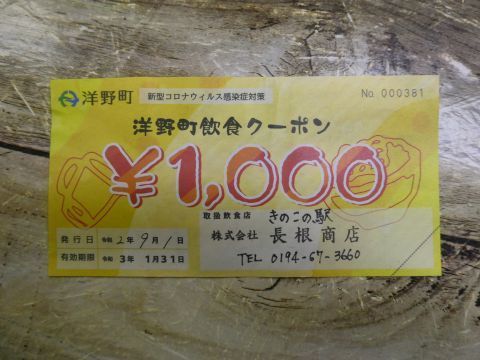 洋野町 新型コロナウィルス感染症対策 No 000381
洋野町飲食クーポン
¥1,000
取扱飲食店 きのこの駅
株式会社 長根商店
TEL 0194-67-3660
発行日 令和 2年 9月 1日
有効期限 令和 3年 1月31日